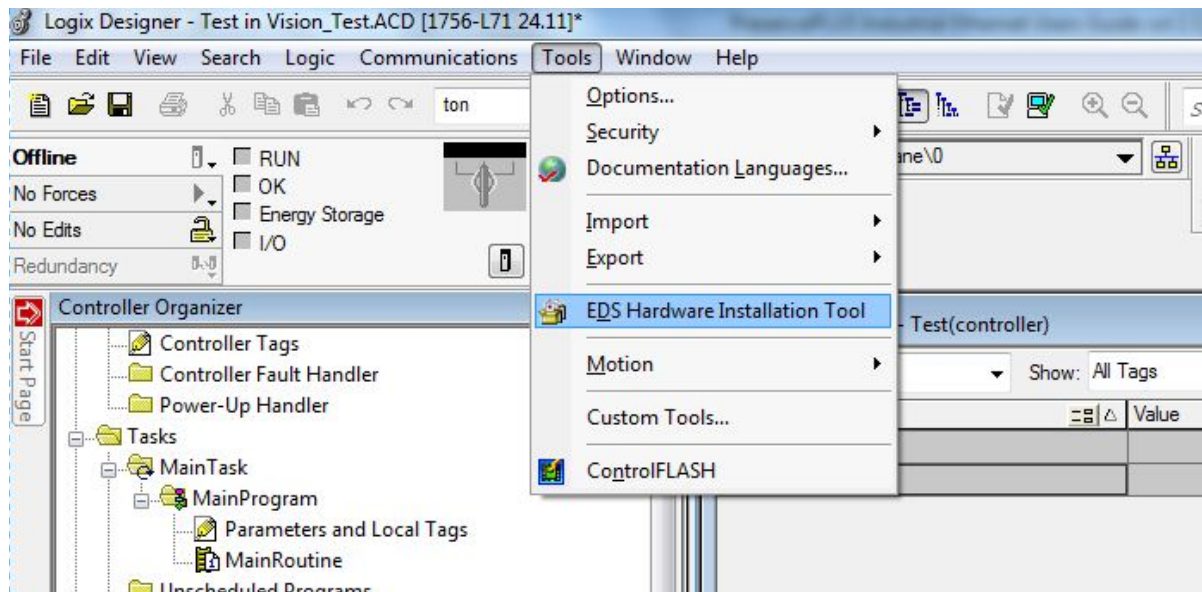 Logix Designer - Test in Vision_Test.ACD [1756-L71 24.11]*
File Edit View Search Logic Communications Tools Window Help
ton
Options...
Security
Documentation Languages...
Import
Export
EDS Hardware Installation Tool
Motion
Custom Tools...
ControlFLASH
Offline
RUN
No Forces
OK
Energy Storage
No Edits
I/O
Redundancy
ane\0
Start Page
Controller Organizer
Controller Tags
Controller Fault Handler
Power-Up Handler
Tasks
MainTask
MainProgram
Parameters and Local Tags
MainRoutine
Unscheduled Programs
- Test(controller)
Show: All Tags
Value